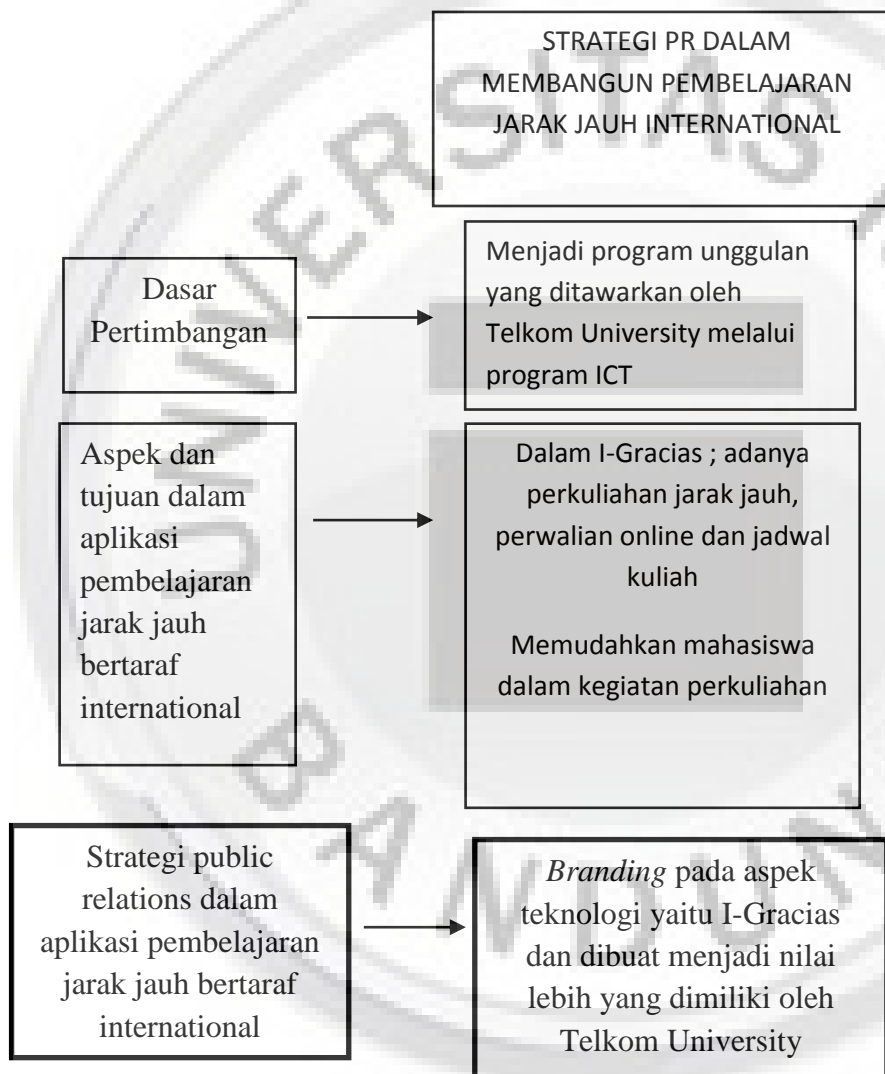 STRATEGI PR DALAM
MEMBANGUN PEMBELAJARAN
JARAK JAUH INTERNATIONAL
Dasar
Pertimbangan
Menjadi program unggulan
yang ditawarkan oleh
Telkom University melalui
program ICT
Aspek dan
tujuan dalam
aplikasi
pembelajaran
jarak jauh
bertaraf
international
Dalam I-Gracias ; adanya
perkuliahan jarak jauh,
perwalian online dan jadwal
kuliah
Memudahkan mahasiswa
dalam kegiatan perkuliahan
Strategi public
relations dalam
aplikasi pembelajaran
jarak jauh bertaraf
international
Branding pada aspek
teknologi yaitu I-Gracias
dan dibuat menjadi nilai
lebih yang dimiliki oleh
Telkom University
UNIVERSITAS
BANDUN